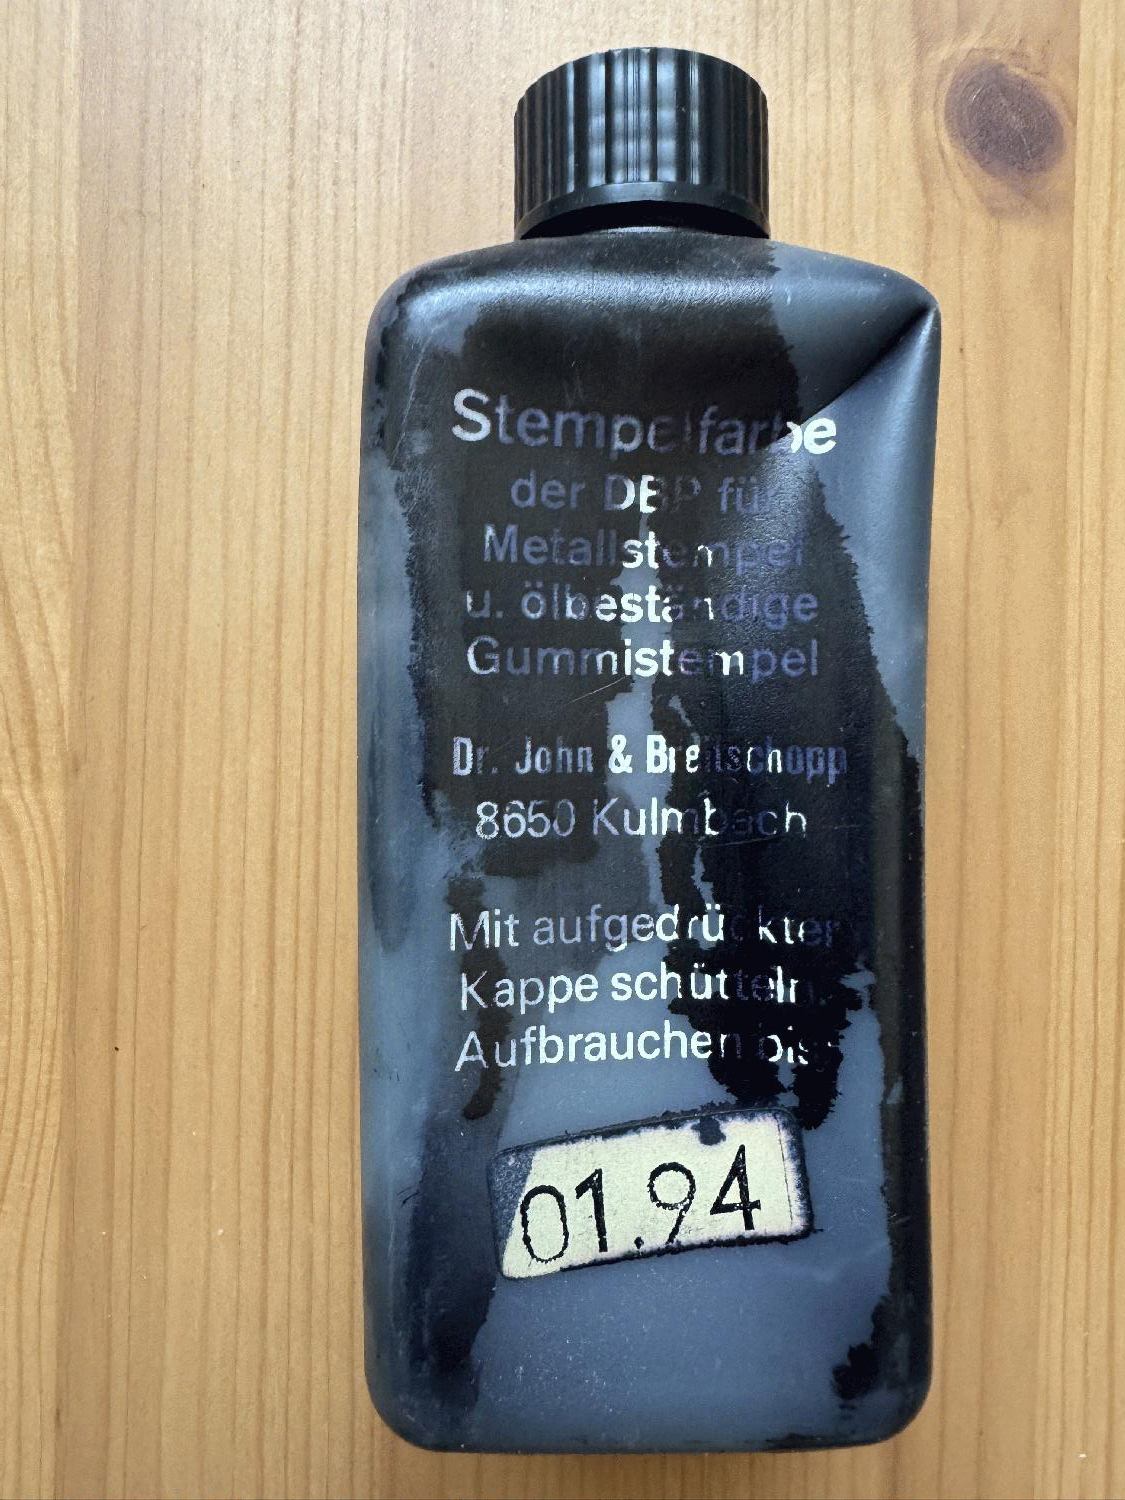 Stempelfarbe
der DBP für
Metallstempel
u. ölbeständige
Gummistempel
Dr. John & Breitschopp
8650 Kulmbach
Mit aufgedrückter
Kappe schütteln.
Aufbrauchen bis:
01.94